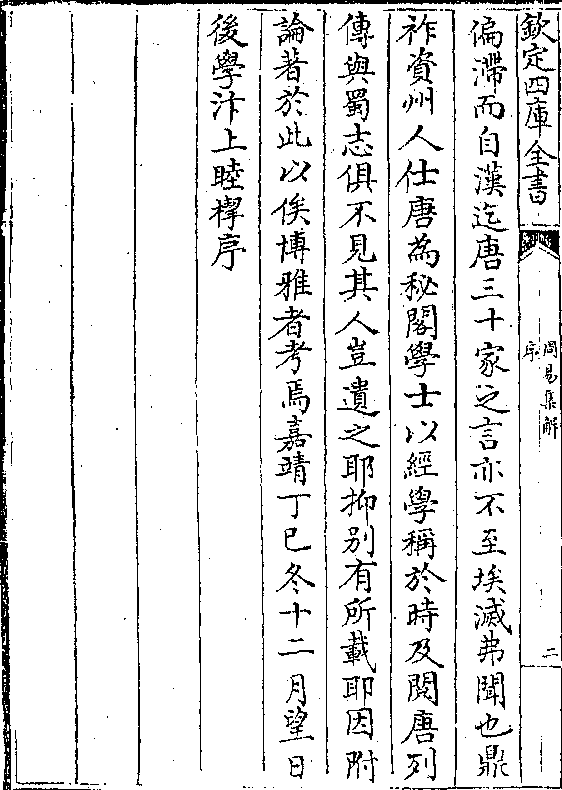 欽定四庫全書
周易集解
序
二
偏滯而自漢迄唐三十家之言亦不至埃滅弗聞也鼎
祚資州人仕唐為秘閣學士以經學稱於時及閱唐列
傳與蜀志俱不見其人豈遺之耶抑别有所載耶因附
論著於此以俟博雅者考焉嘉靖丁巳冬十二月望日
後學汴上睦㮮序